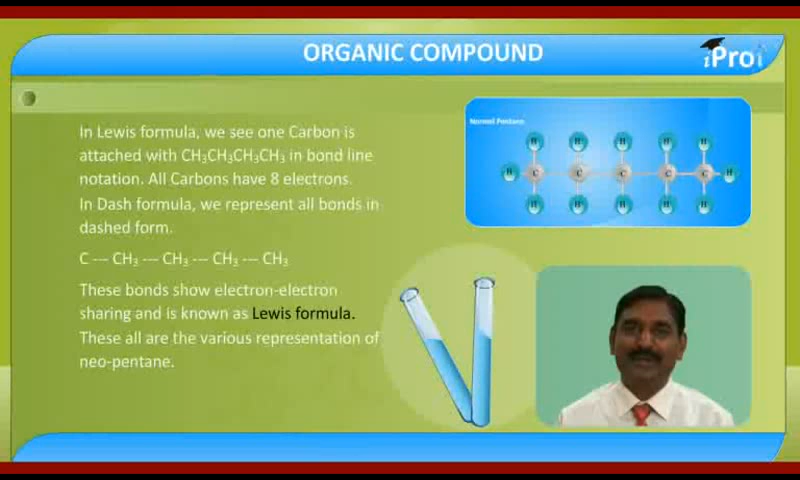 ORGANIC COMPOUND
iPro
In Lewis formula, we see one Carbon is
attached with CH₃CH₃CH₃CH₃ in bond line
notation. All Carbons have 8 electrons.
In Dash formula, we represent all bonds in
dashed form.
C --- CH₃ --- CH₃ --- CH₃ --- CH₃
These bonds show electron-electron
sharing and is known as Lewis formula.
These all are the various representation of
neo-pentane.
Normal Pentane
H H H H H
H C C C C C H
H H H H H